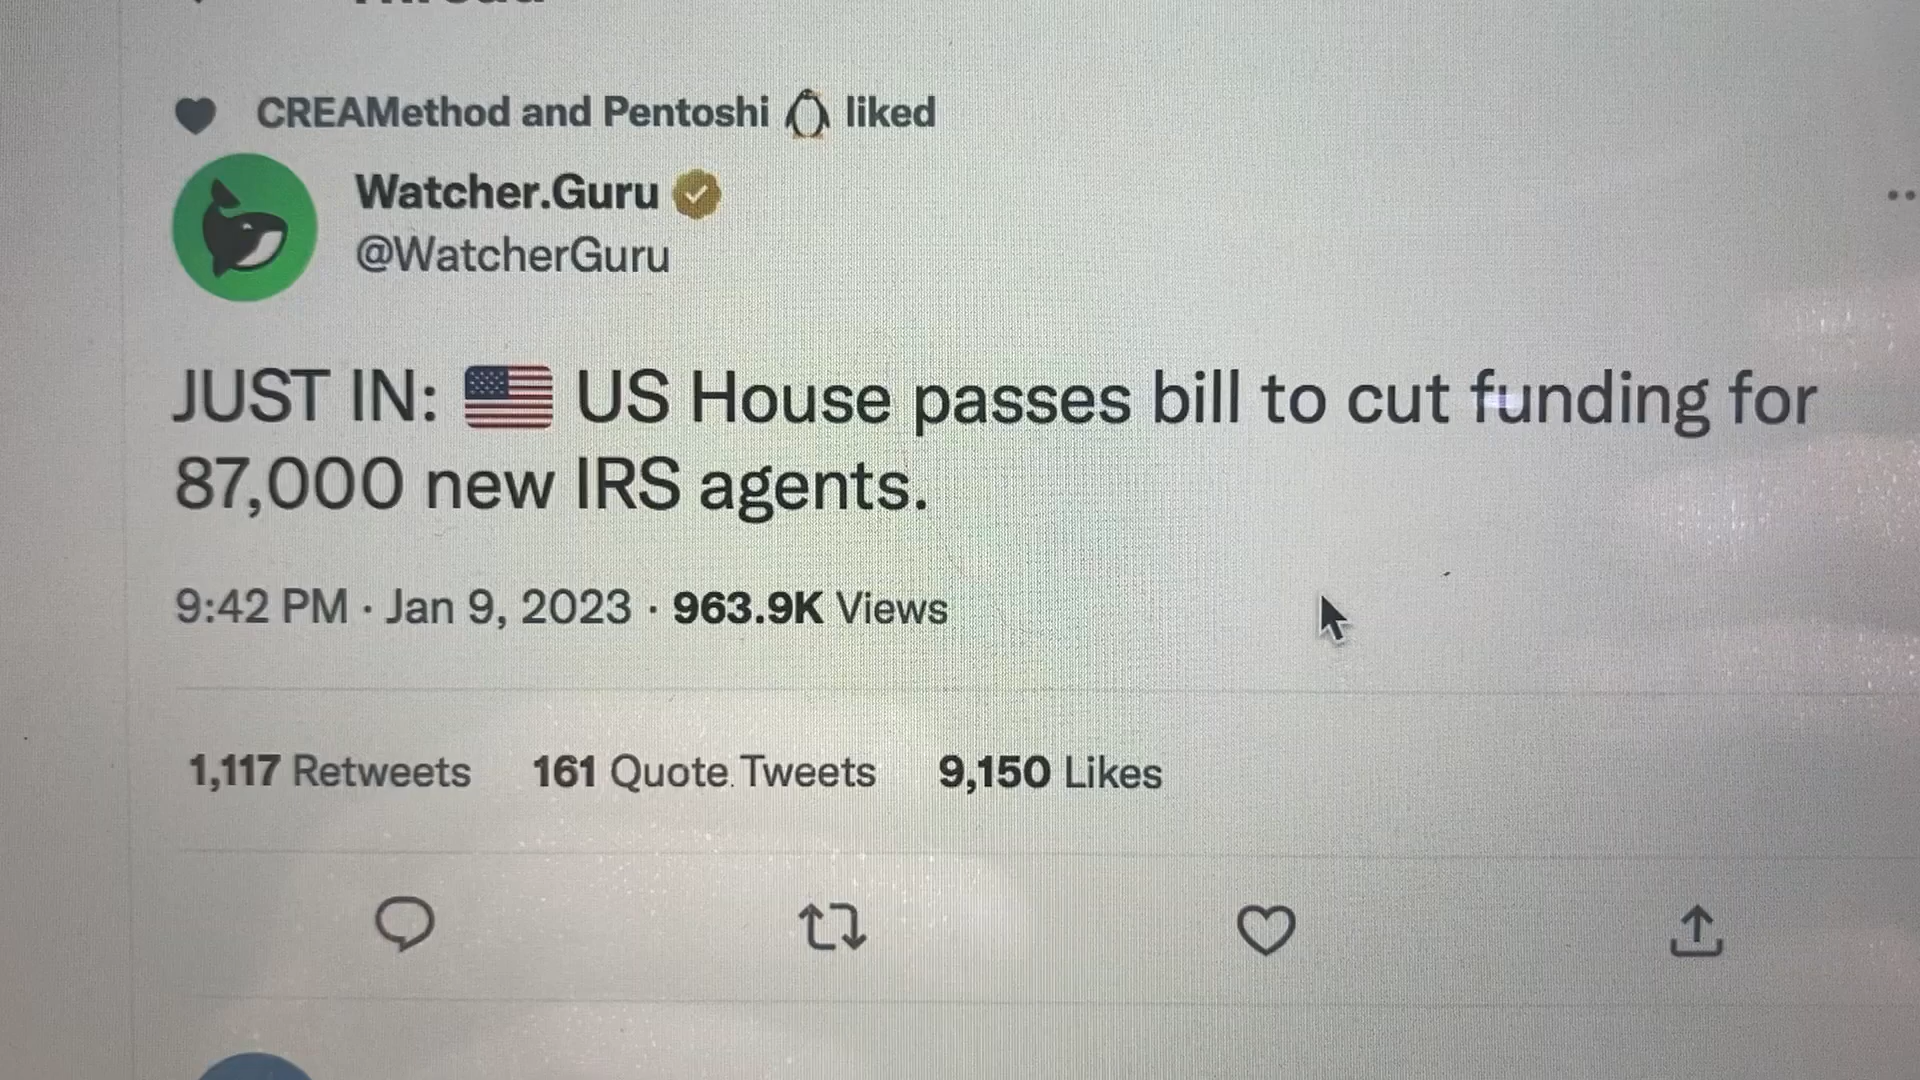 CREAMethod and Pentoshi 🐧 liked
Watcher.Guru
@WatcherGuru
JUST IN: 🇺🇸 US House passes bill to cut funding for
87,000 new IRS agents.
9:42 PM · Jan 9, 2023 · 963.9K Views
1,117 Retweets 161 Quote Tweets 9,150 Likes